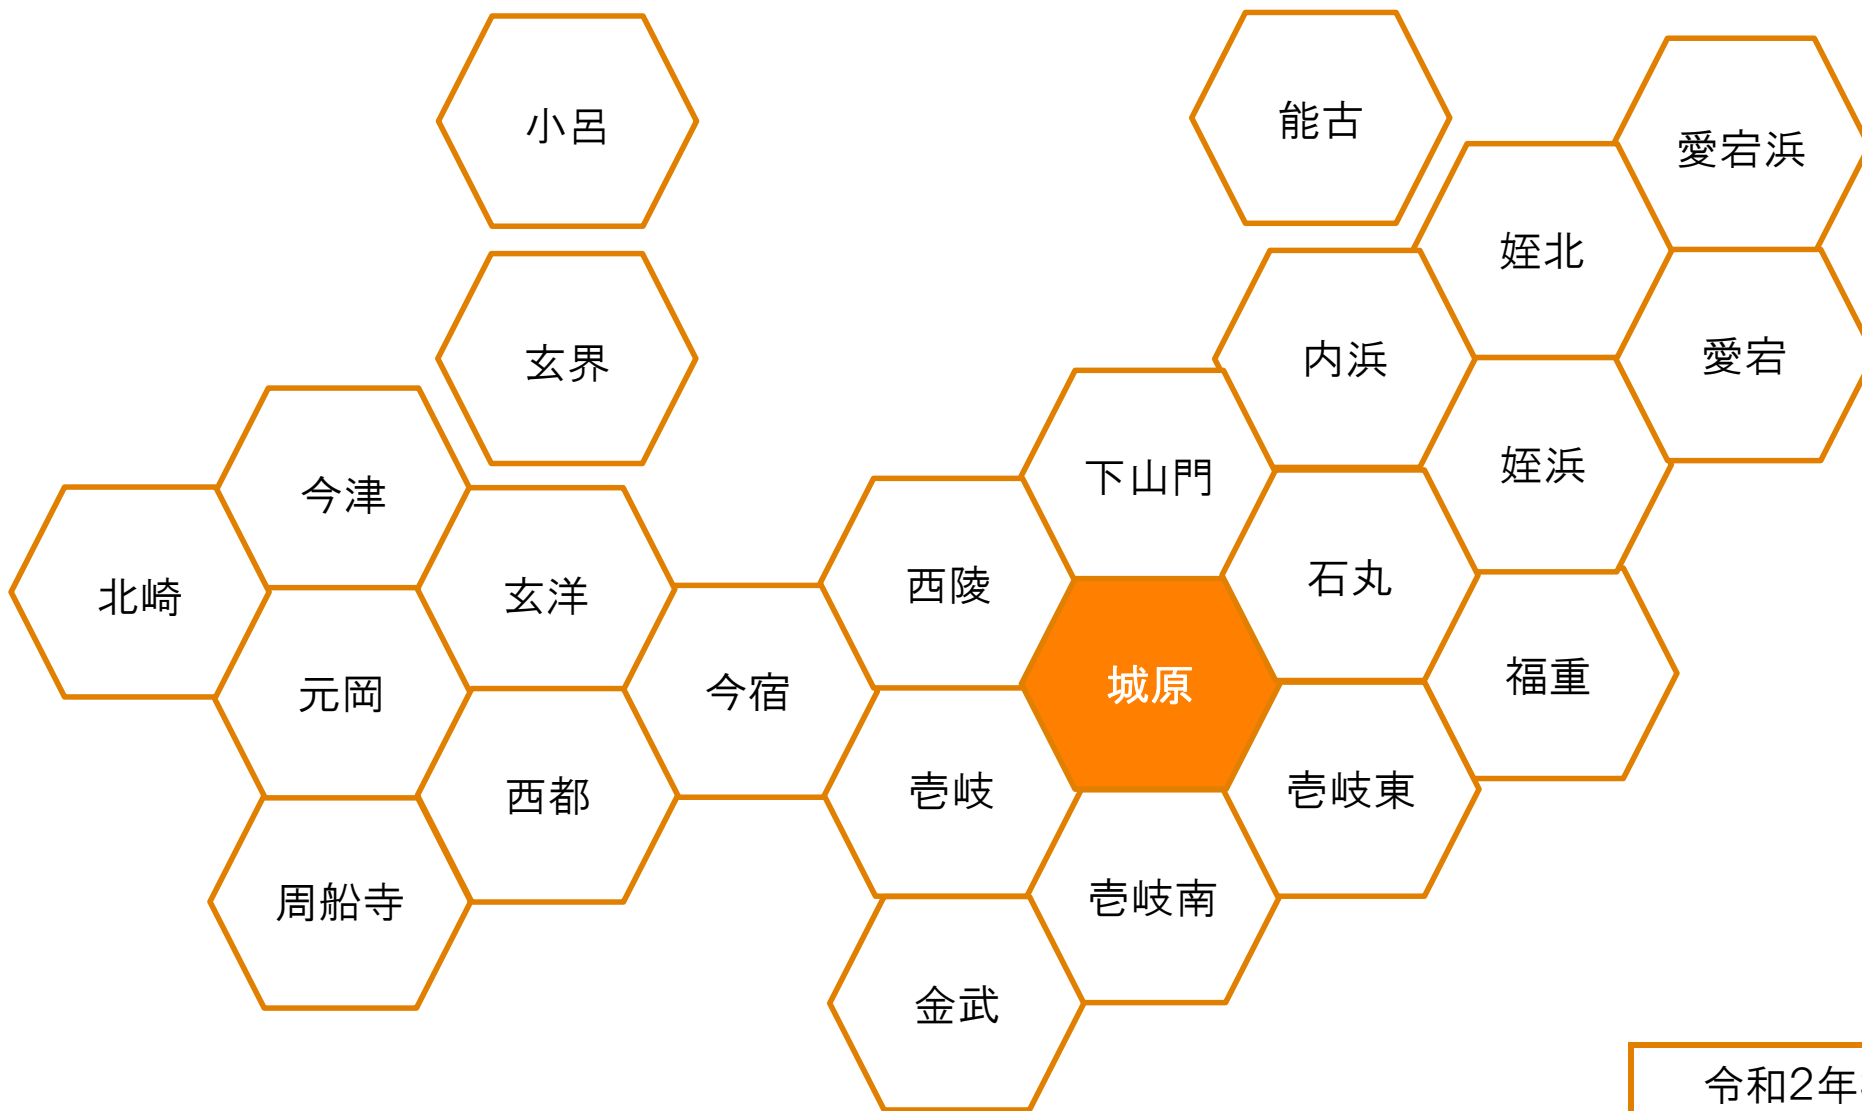 小呂
能古
愛宕浜
姪北
玄界
内浜
愛宕
今津
下山門
姪浜
北崎
玄洋
西陵
石丸
元岡
今宿
城原
福重
西都
壱岐
壱岐東
周船寺
壱岐南
金武
令和2年